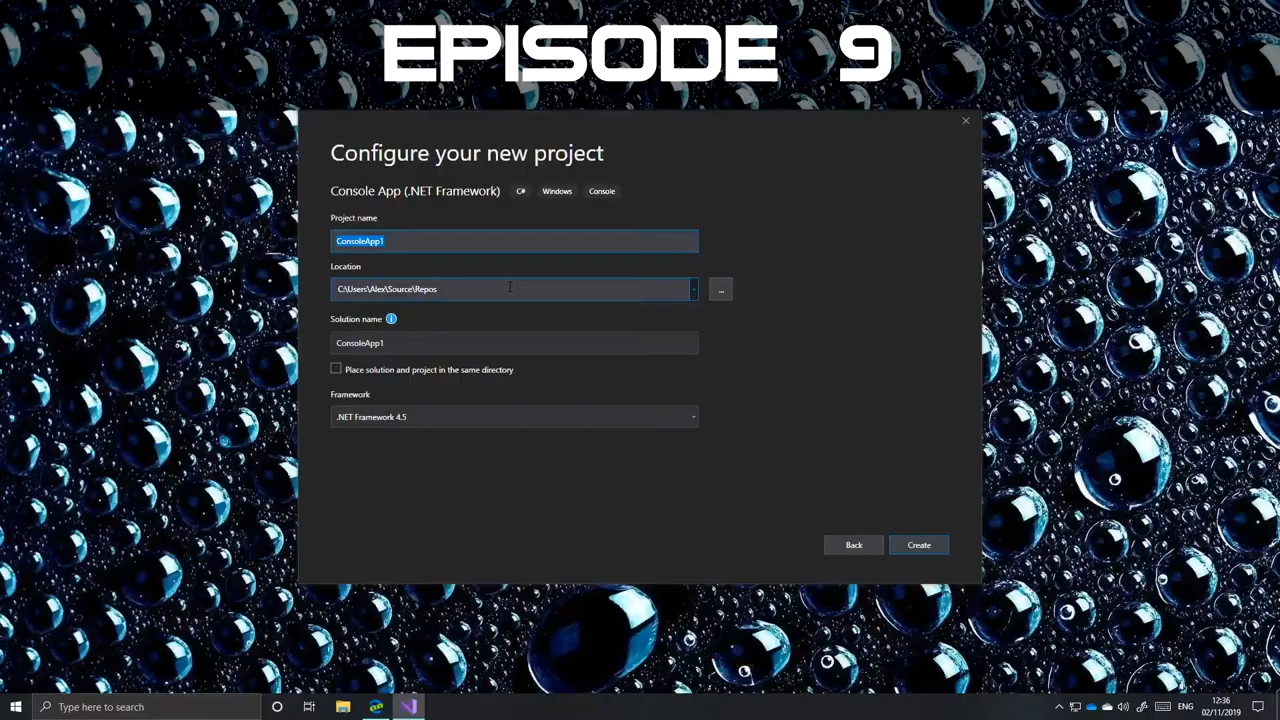 EPISODE 9
Configure your new project
Console App (.NET Framework) C# Windows Console
Project name
ConsoleApp1
Location
C:\Users\Alex\Source\Repos
...
Solution name
ConsoleApp1
Place solution and project in the same directory
Framework
.NET Framework 4.5
Back Create
Type here to search
ENG
12:36
02/11/2019